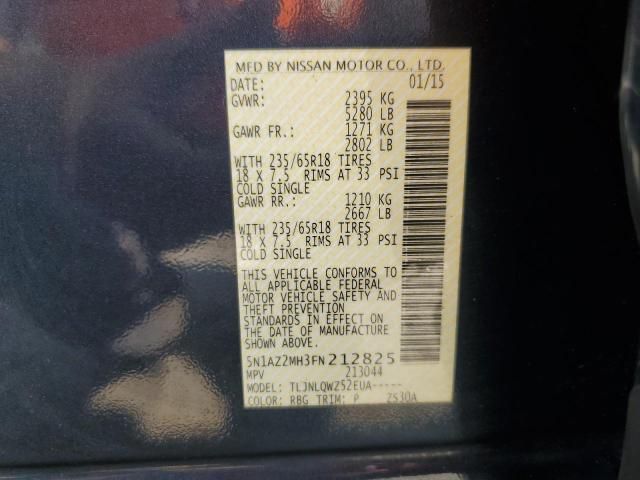 MFD BY NISSAN MOTOR CO., LTD.
DATE: 01/15
GVWR: 2395 KG
5280 LB
GAWR FR.: 1271 KG
2802 LB
WITH 235/65R18 TIRES
18 X 7.5 RIMS AT 33 PSI
COLD SINGLE
GAWR RR.: 1210 KG
2667 LB
WITH 235/65R18 TIRES
18 X 7.5 RIMS AT 33 PSI
COLD SINGLE
THIS VEHICLE CONFORMS TO
ALL APPLICABLE FEDERAL
MOTOR VEHICLE SAFETY AND
THEFT PREVENTION
STANDARDS IN EFFECT ON
THE DATE OF MANUFACTURE
SHOWN ABOVE.
5N1AZ2MH3FN212825
MPV 213044
MODEL: TLJNLQWZ52EUA-----
COLOR: RBG TRIM: P ZS30A